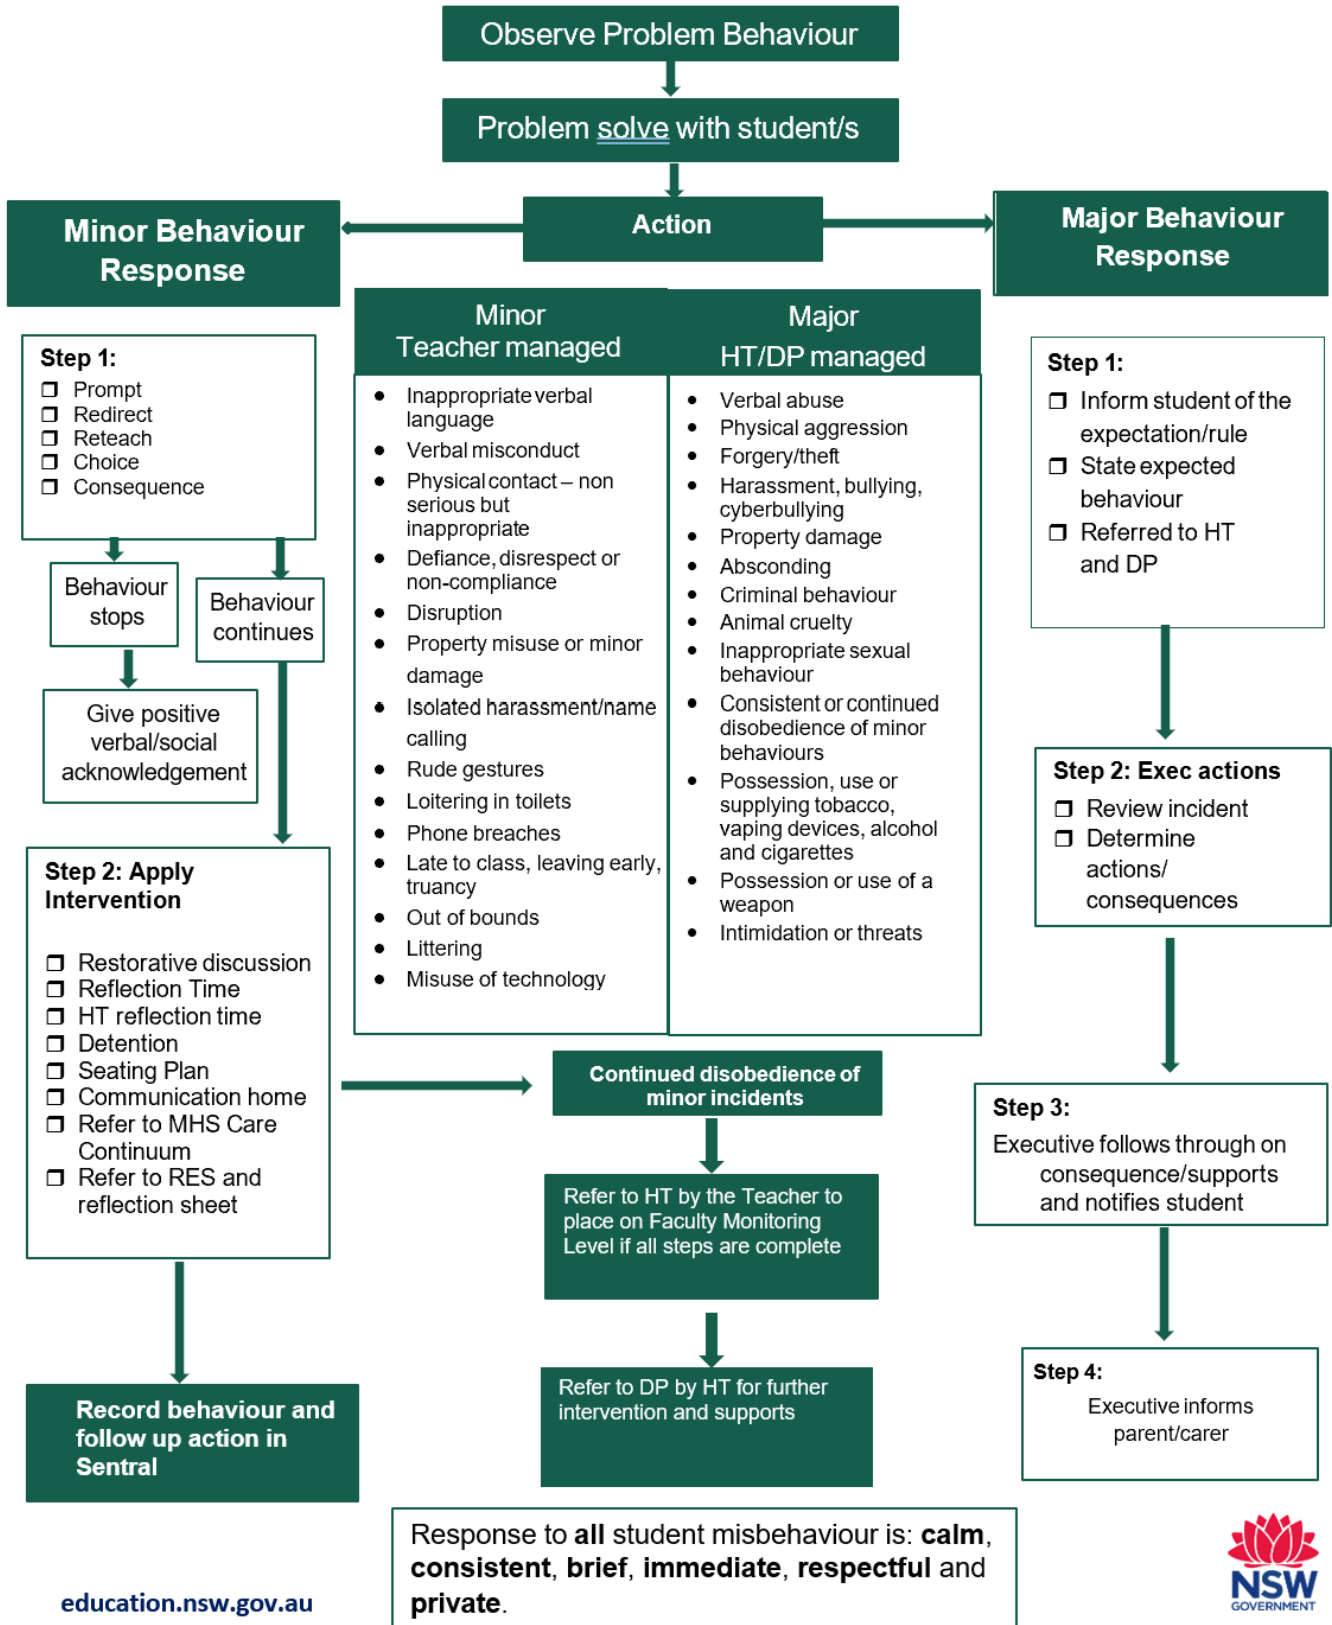 Observe Problem Behaviour
Problem solve with student/s
Action
Minor Behaviour
Response
Major Behaviour
Response
Step 1:
❒ Prompt
❒ Redirect
❒ Reteach
❒ Choice
❒ Consequence
Behaviour
stops
Behaviour
continues
Give positive
verbal/social
acknowledgement
Step 2: Apply
Intervention
❒ Restorative discussion
❒ Reflection Time
❒ HT reflection time
❒ Detention
❒ Seating Plan
❒ Communication home
❒ Refer to MHS Care
Continuum
❒ Refer to RES and
reflection sheet
Record behaviour and
follow up action in
Sentral
Minor
Teacher managed
• Inappropriate verbal
language
• Verbal misconduct
• Physical contact – non
serious but
inappropriate
• Defiance, disrespect or
non-compliance
• Disruption
• Property misuse or minor
damage
• Isolated harassment/name
calling
• Rude gestures
• Loitering in toilets
• Phone breaches
• Late to class, leaving early,
truancy
• Out of bounds
• Littering
• Misuse of technology
Major
HT/DP managed
• Verbal abuse
• Physical aggression
• Forgery/theft
• Harassment, bullying,
cyberbullying
• Property damage
• Absconding
• Criminal behaviour
• Animal cruelty
• Inappropriate sexual
behaviour
• Consistent or continued
disobedience of minor
behaviours
• Possession, use or
supplying tobacco,
vaping devices, alcohol
and cigarettes
• Possession or use of a
weapon
• Intimidation or threats
Continued disobedience of
minor incidents
Refer to HT by the Teacher to
place on Faculty Monitoring
Level if all steps are complete
Refer to DP by HT for further
intervention and supports
Step 1:
❒ Inform student of the
expectation/rule
❒ State expected
behaviour
❒ Referred to HT
and DP
Step 2: Exec actions
❒ Review incident
❒ Determine
actions/
consequences
Step 3:
Executive follows through on
consequence/supports
and notifies student
Step 4:
Executive informs
parent/carer
Response to all student misbehaviour is: calm,
consistent, brief, immediate, respectful and
private.
education.nsw.gov.au
NSW
GOVERNMENT